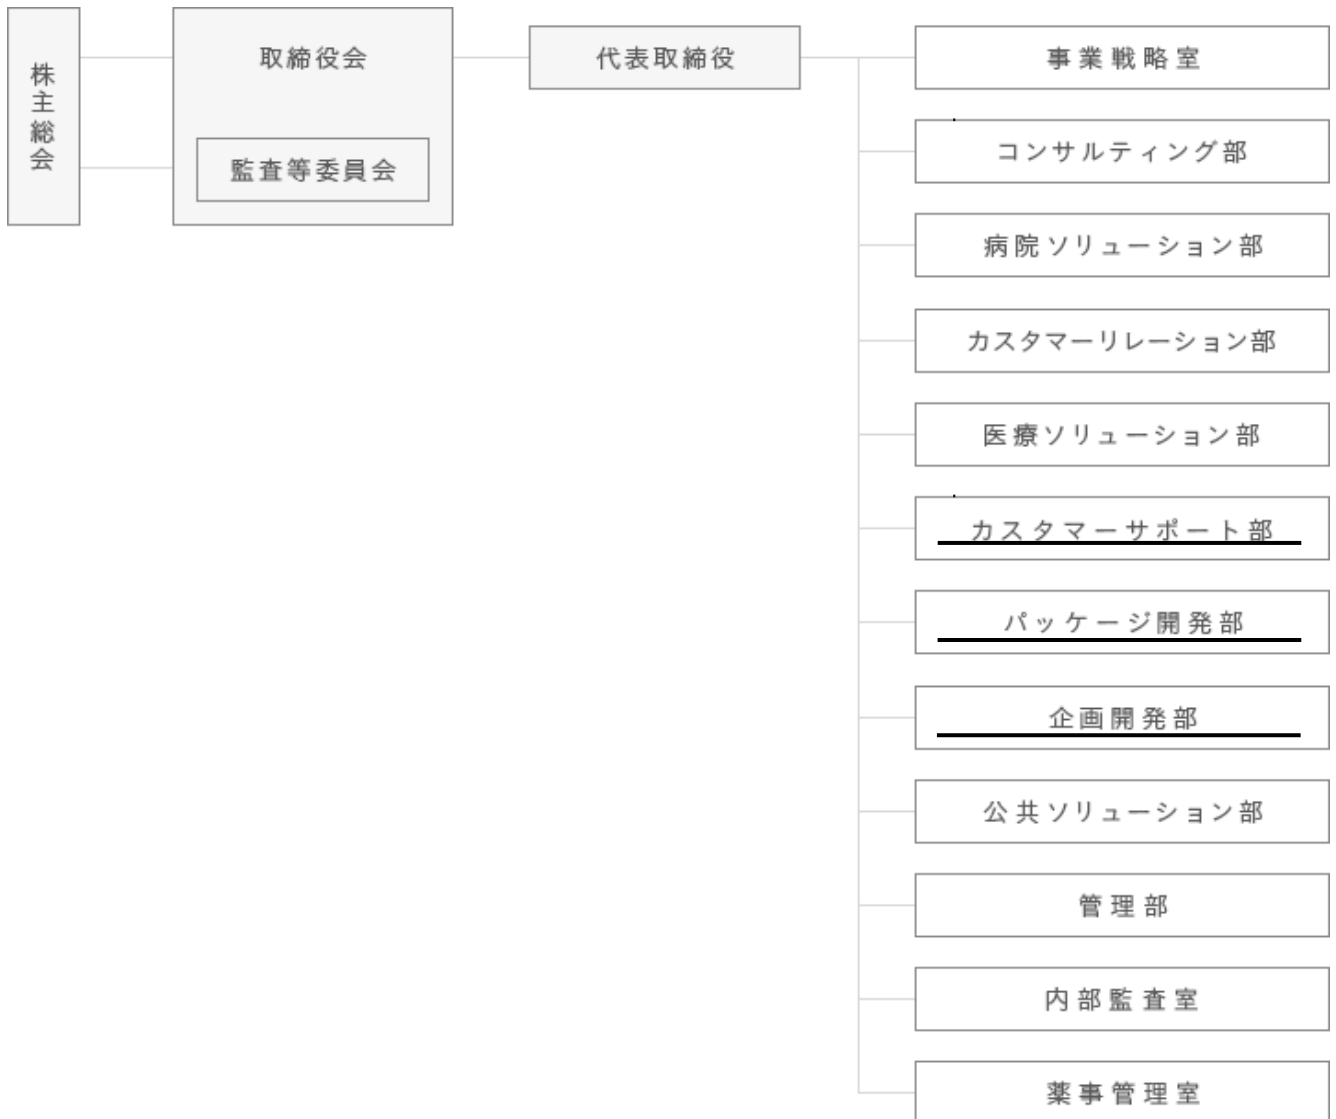 株主総会
取締役会
監査等委員会
代表取締役
事業戦略室
コンサルティング部
病院ソリューション部
カスタマーリレーション部
医療ソリューション部
カスタマーサポート部
パッケージ開発部
企画開発部
公共ソリューション部
管理部
内部監査室
薬事管理室